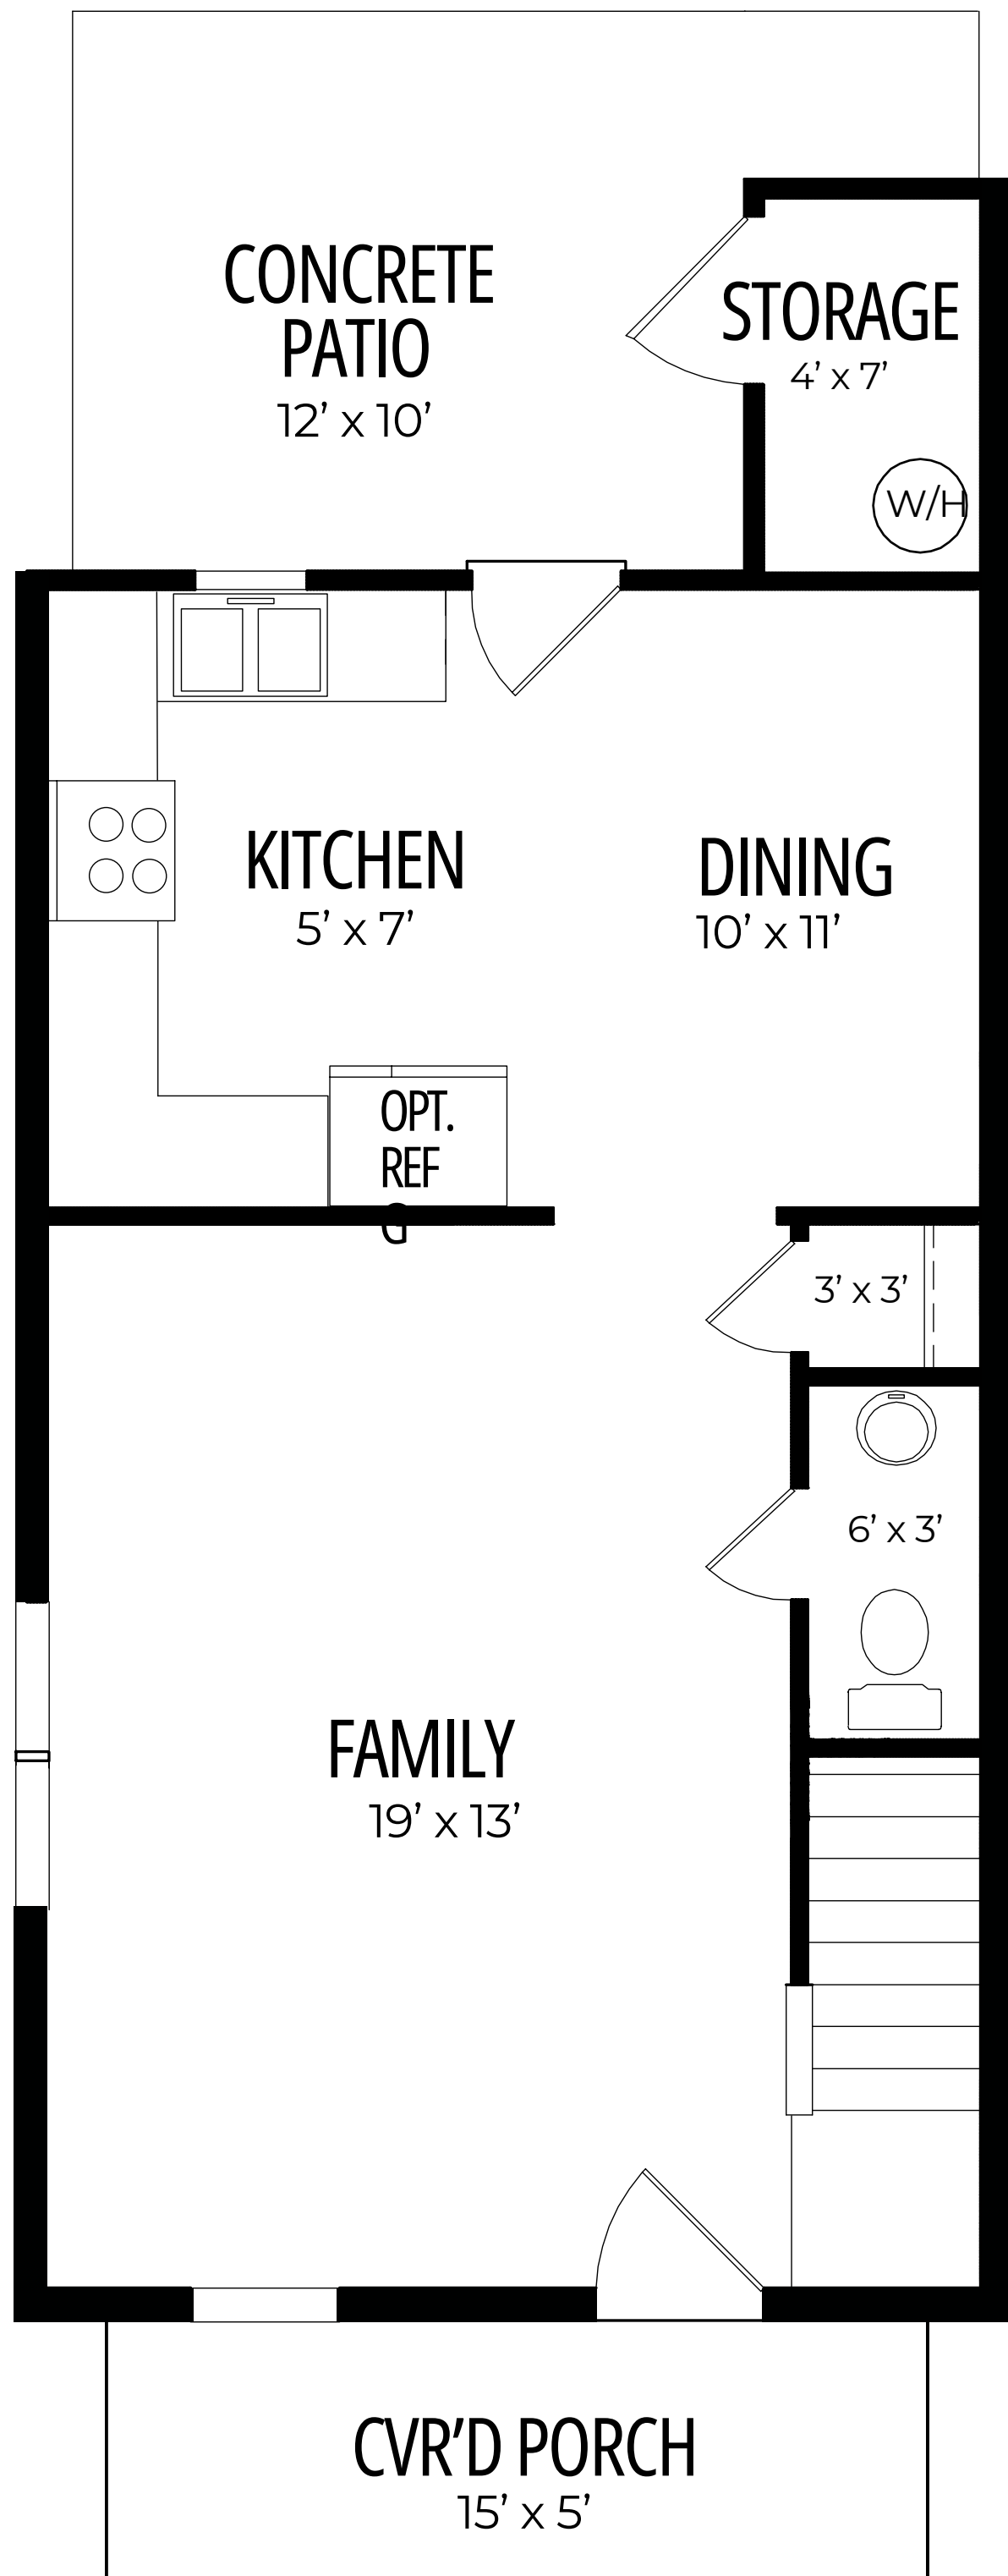 CONCRETE
PATIO
12’ x 10’
STORAGE
4’ x 7’
W/H
KITCHEN
5’ x 7’
DINING
10’ x 11’
OPT.
REF
G
3’ x 3’
6’ x 3’
FAMILY
19’ x 13’
CVR’D PORCH
15’ x 5’